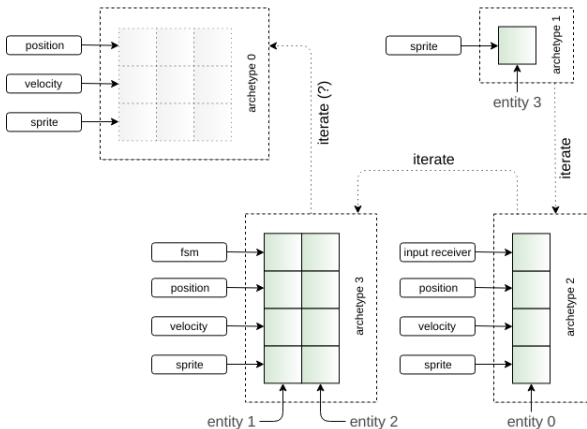 position
velocity
sprite
archetype 0
sprite
archetype 1
entity 3
iterate (?)
iterate
iterate
fsm
position
velocity
sprite
archetype 3
entity 1
entity 2
input receiver
position
velocity
sprite
archetype 2
entity 0